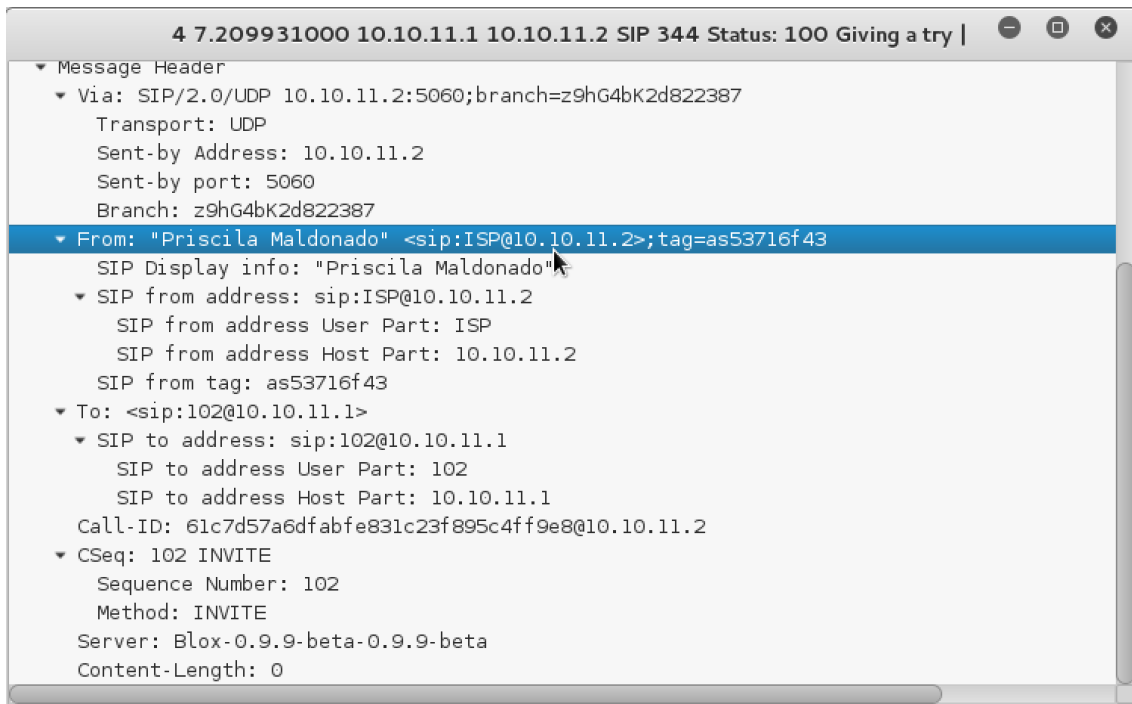 4 7.209931000 10.10.11.1 10.10.11.2 SIP 344 Status: 100 Giving a try |
Message Header
Via: SIP/2.0/UDP 10.10.11.2:5060;branch=z9hG4bK2d822387
Transport: UDP
Sent-by Address: 10.10.11.2
Sent-by port: 5060
Branch: z9hG4bK2d822387
From: "Priscila Maldonado" <sip:ISP@10.10.11.2>;tag=as53716f43
SIP Display info: "Priscila Maldonado"
SIP from address: sip:ISP@10.10.11.2
SIP from address User Part: ISP
SIP from address Host Part: 10.10.11.2
SIP from tag: as53716f43
To: <sip:102@10.10.11.1>
SIP to address: sip:102@10.10.11.1
SIP to address User Part: 102
SIP to address Host Part: 10.10.11.1
Call-ID: 61c7d57a6dfabfe831c23f895c4ff9e8@10.10.11.2
CSeq: 102 INVITE
Sequence Number: 102
Method: INVITE
Server: Blox-0.9.9-beta-0.9.9-beta
Content-Length: 0